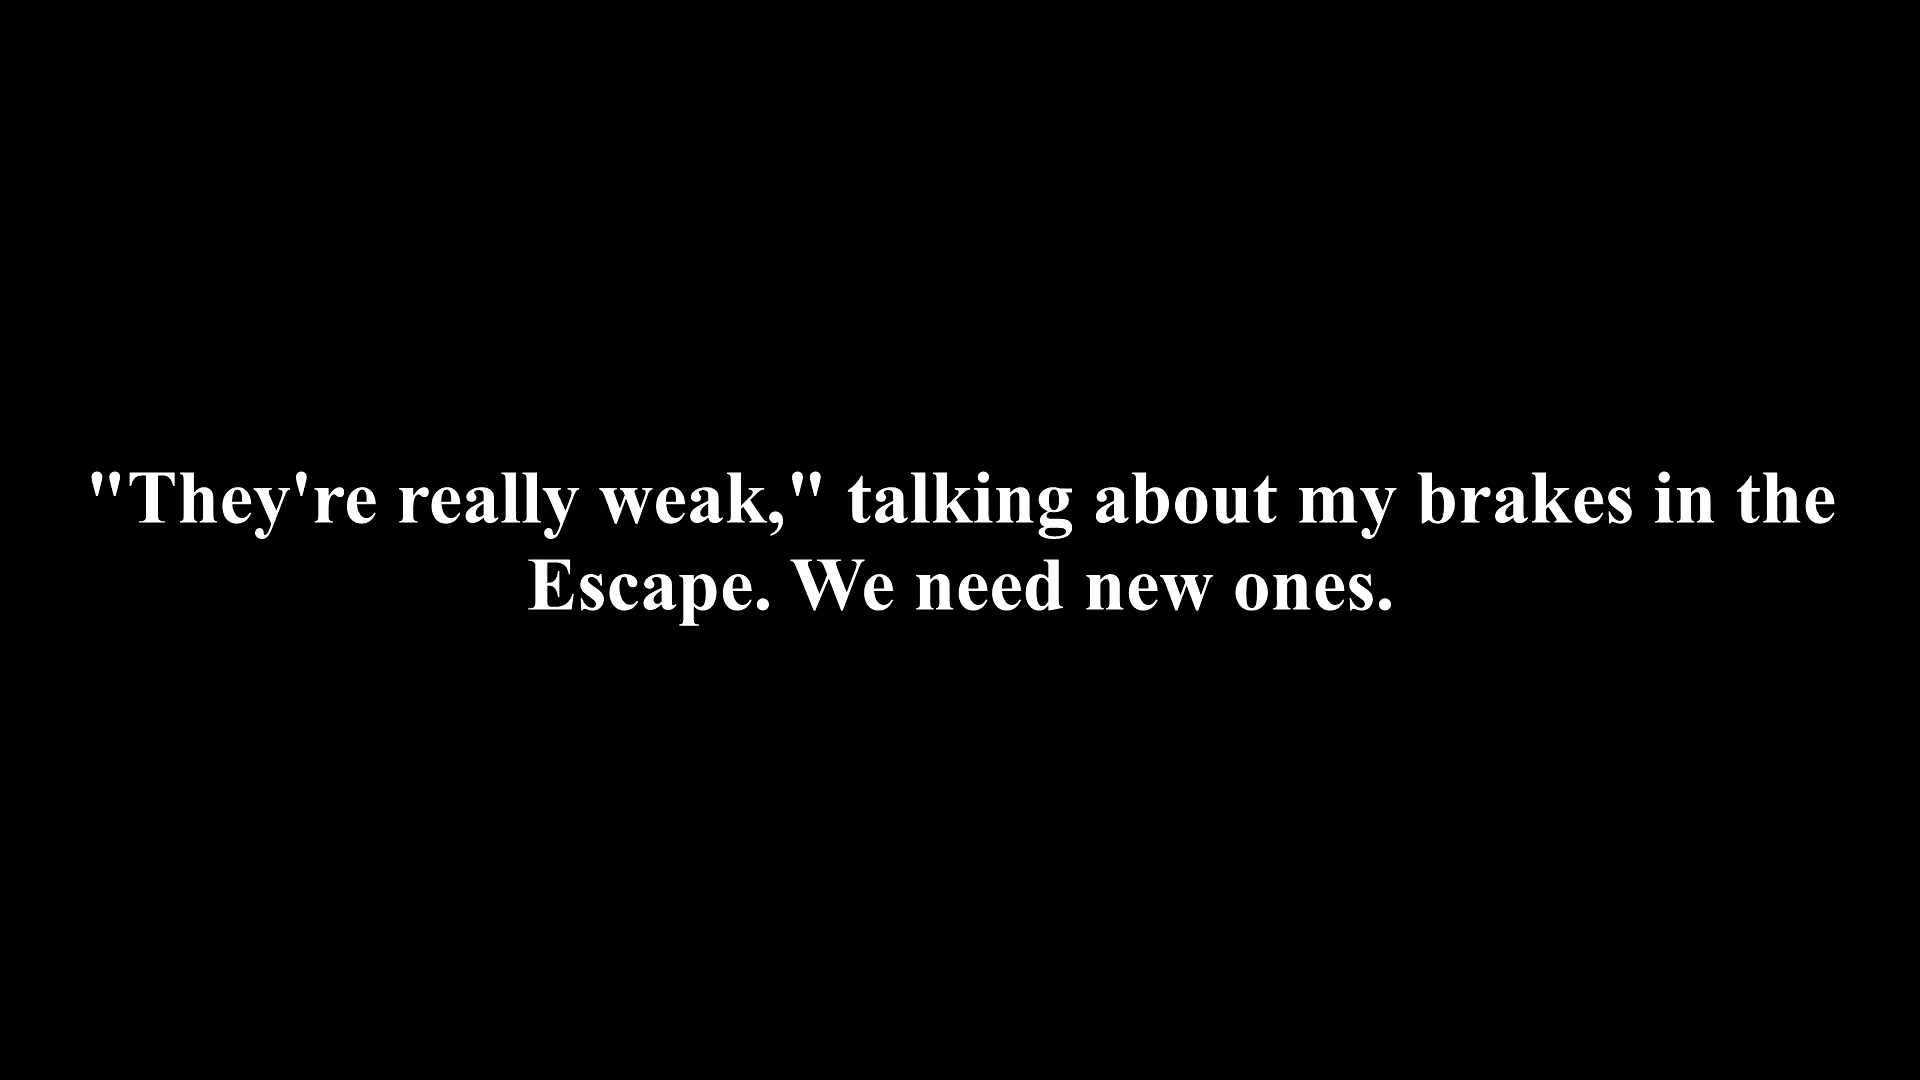 "They're really weak," talking about my brakes in the
Escape. We need new ones.